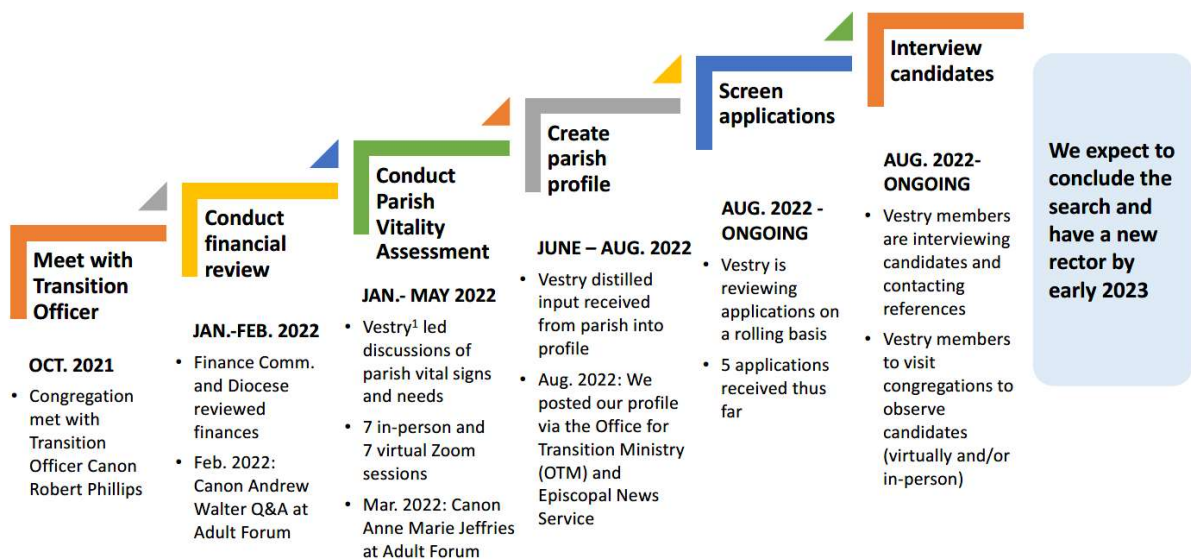 Meet with
Transition
Officer
OCT. 2021
• Congregation
met with
Transition
Officer Canon
Robert Phillips
Conduct
financial
review
JAN.-FEB. 2022
• Finance Comm.
and Diocese
reviewed
finances
• Feb. 2022:
Canon Andrew
Walter Q&A at
Adult Forum
Conduct
Parish
Vitality
Assessment
JAN.- MAY 2022
• Vestry¹ led
discussions of
parish vital signs
and needs
• 7 in-person and
7 virtual Zoom
sessions
• Mar. 2022: Canon
Anne Marie Jeffries
at Adult Forum
Create
parish
profile
JUNE – AUG. 2022
• Vestry distilled
input received
from parish into
profile
• Aug. 2022: We
posted our profile
via the Office for
Transition Ministry
(OTM) and
Episcopal News
Service
Screen
applications
AUG. 2022 -
ONGOING
• Vestry is
reviewing
applications on
a rolling basis
• 5 applications
received thus
far
Interview
candidates
AUG. 2022-
ONGOING
• Vestry members
are interviewing
candidates and
contacting
references
• Vestry members
to visit
congregations to
observe
candidates
(virtually and/or
in-person)
We expect to
conclude the
search and
have a new
rector by
early 2023